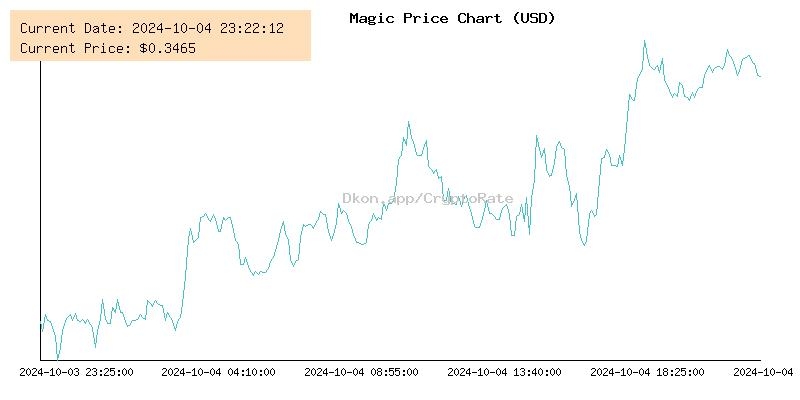 Magic Price Chart (USD)
Current Date: 2024-10-04 23:22:12
Current Price: $0.3465
Dkon.app/CryptoRate
2024-10-03 23:25:00 2024-10-04 04:10:00 2024-10-04 08:55:00 2024-10-04 13:40:00 2024-10-04 18:25:00 2024-10-04